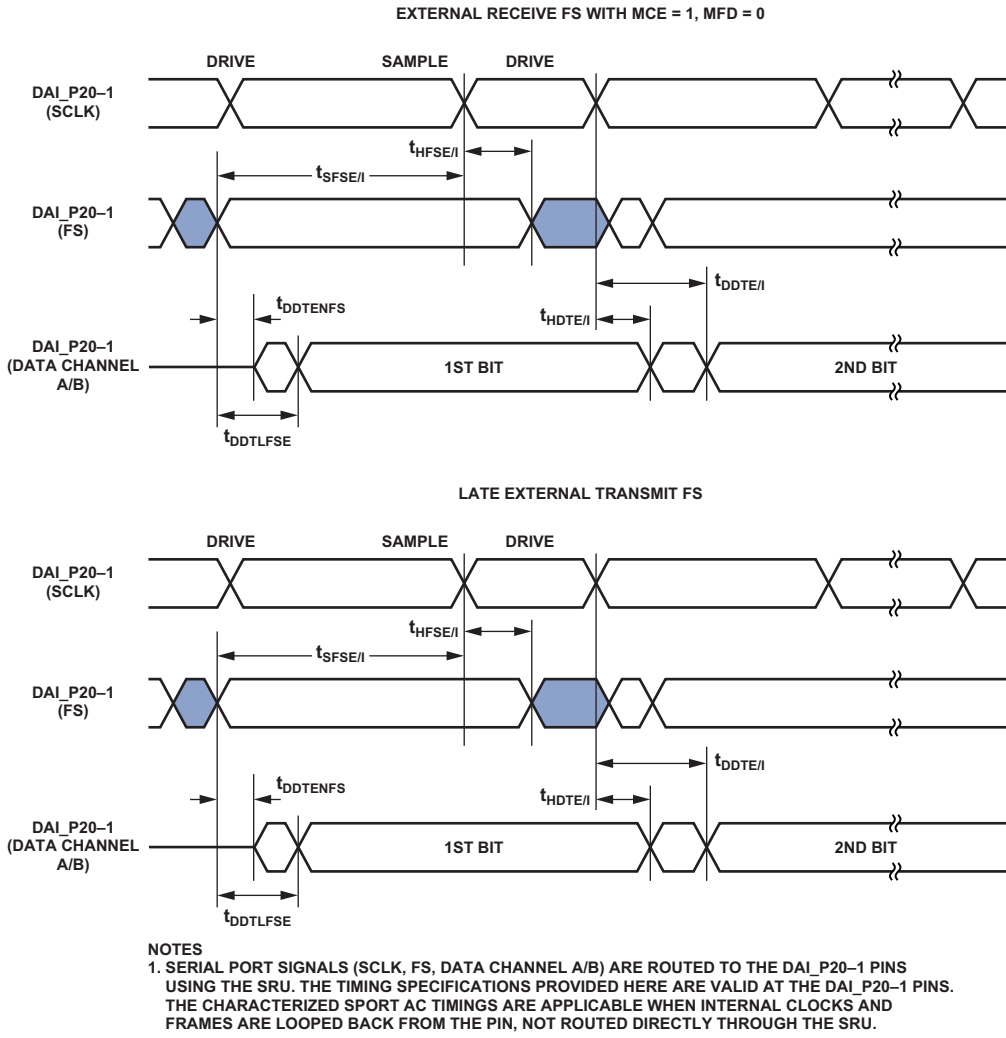 EXTERNAL RECEIVE FS WITH MCE = 1, MFD = 0
DRIVE SAMPLE DRIVE
DAI_P20–1
(SCLK)
tHFSE/I
tSFSE/I
DAI_P20–1
(FS)
tDDTE/I
tDDTENFS
tHDTE/I
DAI_P20–1
(DATA CHANNEL
A/B)
1ST BIT 2ND BIT
tDDTLFSE
LATE EXTERNAL TRANSMIT FS
DRIVE SAMPLE DRIVE
DAI_P20–1
(SCLK)
tHFSE/I
tSFSE/I
DAI_P20–1
(FS)
tDDTE/I
tDDTENFS
tHDTE/I
DAI_P20–1
(DATA CHANNEL
A/B)
1ST BIT 2ND BIT
tDDTLFSE
NOTES
1. SERIAL PORT SIGNALS (SCLK, FS, DATA CHANNEL A/B) ARE ROUTED TO THE DAI_P20–1 PINS
USING THE SRU. THE TIMING SPECIFICATIONS PROVIDED HERE ARE VALID AT THE DAI_P20–1 PINS.
THE CHARACTERIZED SPORT AC TIMINGS ARE APPLICABLE WHEN INTERNAL CLOCKS AND
FRAMES ARE LOOPED BACK FROM THE PIN, NOT ROUTED DIRECTLY THROUGH THE SRU.